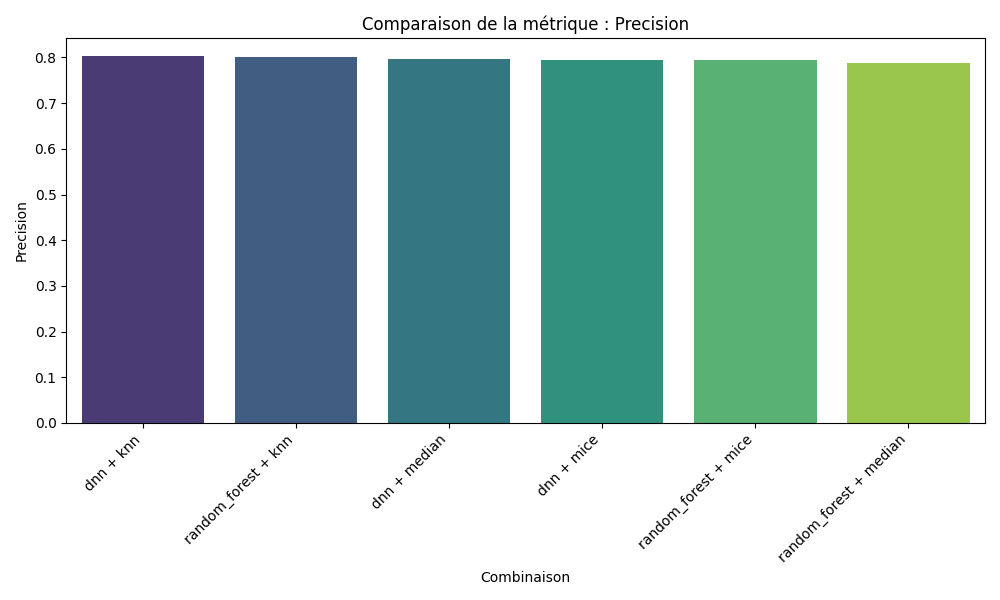 Comparaison de la métrique : Precision
Precision
0.8
0.7
0.6
0.5
0.4
0.3
0.2
0.1
0.0
dnn + knn
random_forest + knn
dnn + median
dnn + mice
random_forest + mice
random_forest + median
Combinaison